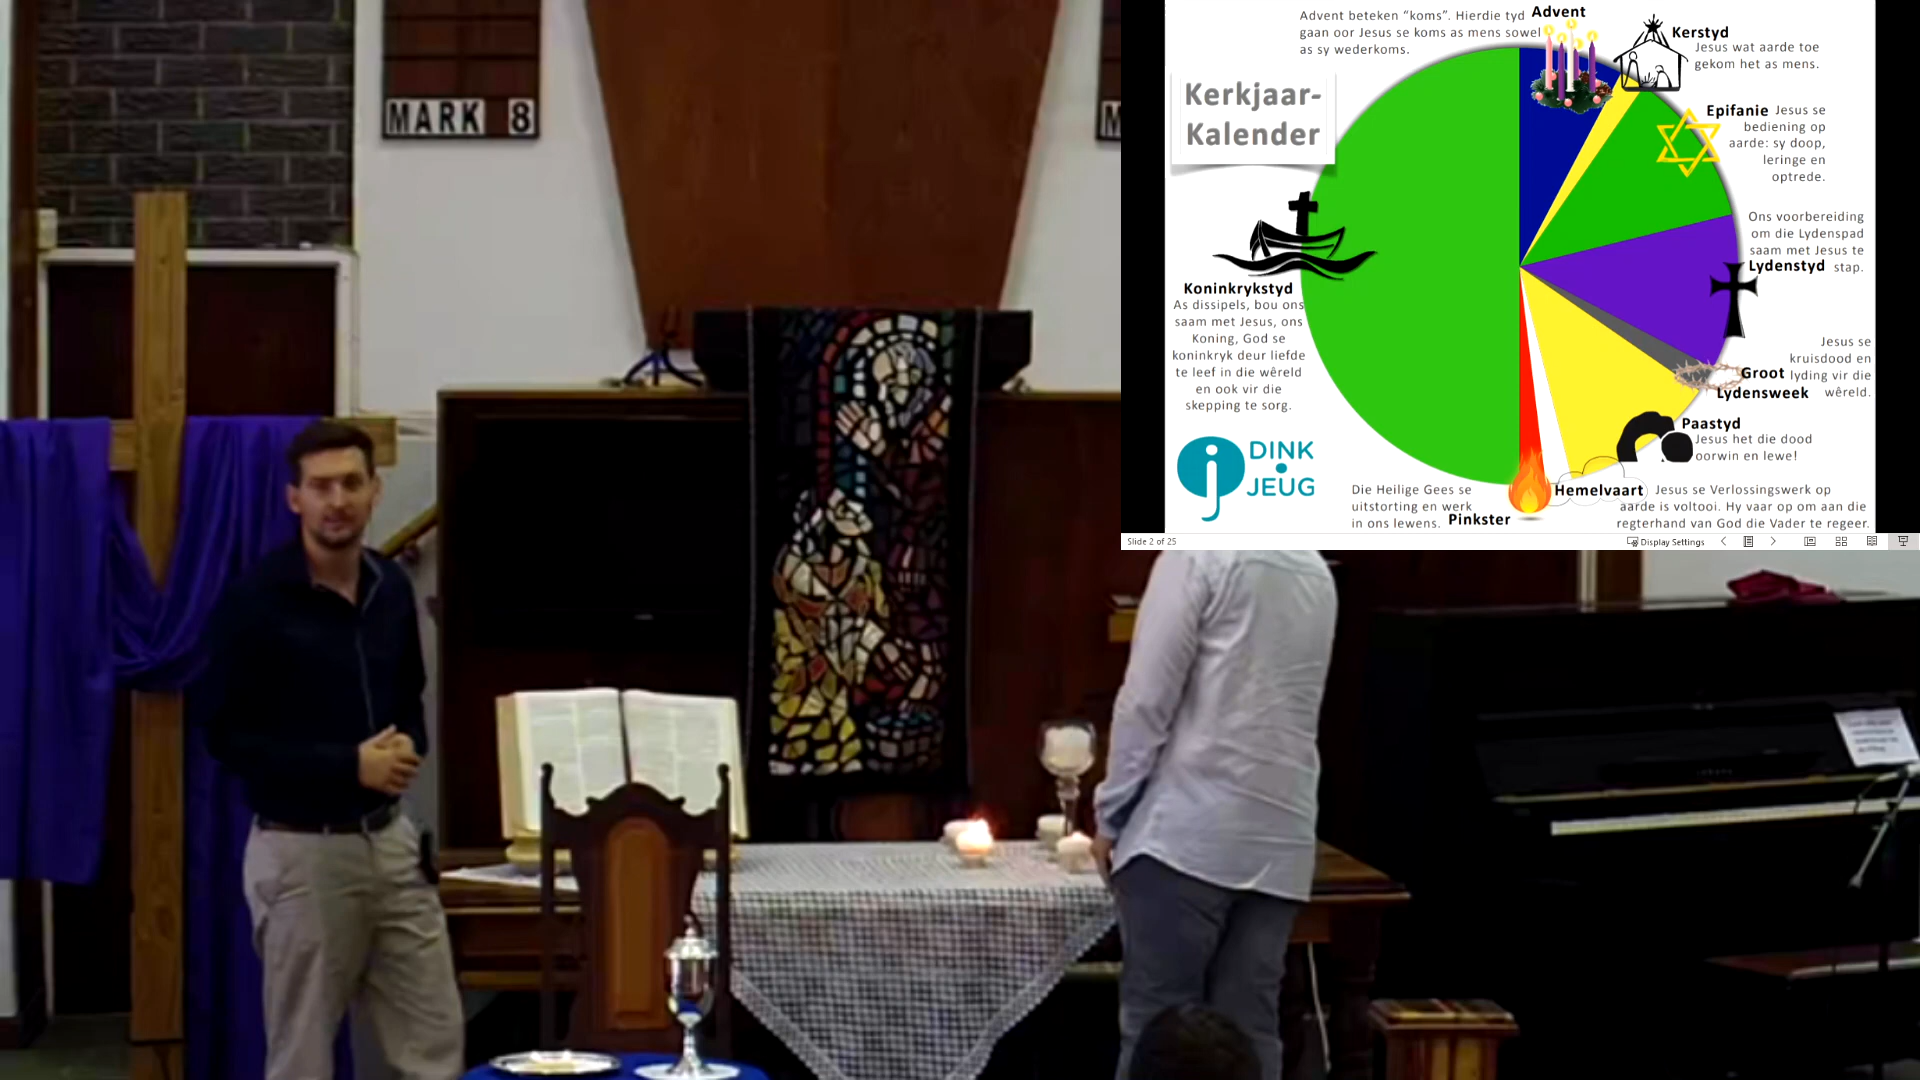 MARK 8
M
Advent beteken “koms”. Hierdie tyd
gaan oor Jesus se koms as mens sowel
as sy wederkoms.
Advent
Kerstyd
Jesus wat aarde toe
gekom het as mens.
Kerkjaar-
Kalender
Epifanie Jesus se
bediening op
aarde: sy doop,
leringe en
optrede.
Ons voorbereiding
om die Lydenspad
saam met Jesus te
Lydenstyd stap.
Koninkrykstyd
As dissipels, bou ons
saam met Jesus, ons
Koning, God se
koninkryk deur liefde
te leef in die wêreld
en ook vir die
skepping te sorg.
Jesus se
kruisdood en
Groot lyding vir die
Lydensweek wêreld.
Paastyd
Jesus het die dood
oorwin en lewe!
DINK
JEUG
j
Die Heilige Gees se
uitstorting en werk
in ons lewens. Pinkster
Hemelvaart Jesus se Verlossingswerk op
aarde is voltooi. Hy vaar op om aan die
regterhand van God die Vader te regeer.
Slide 2 of 25
Display Settings